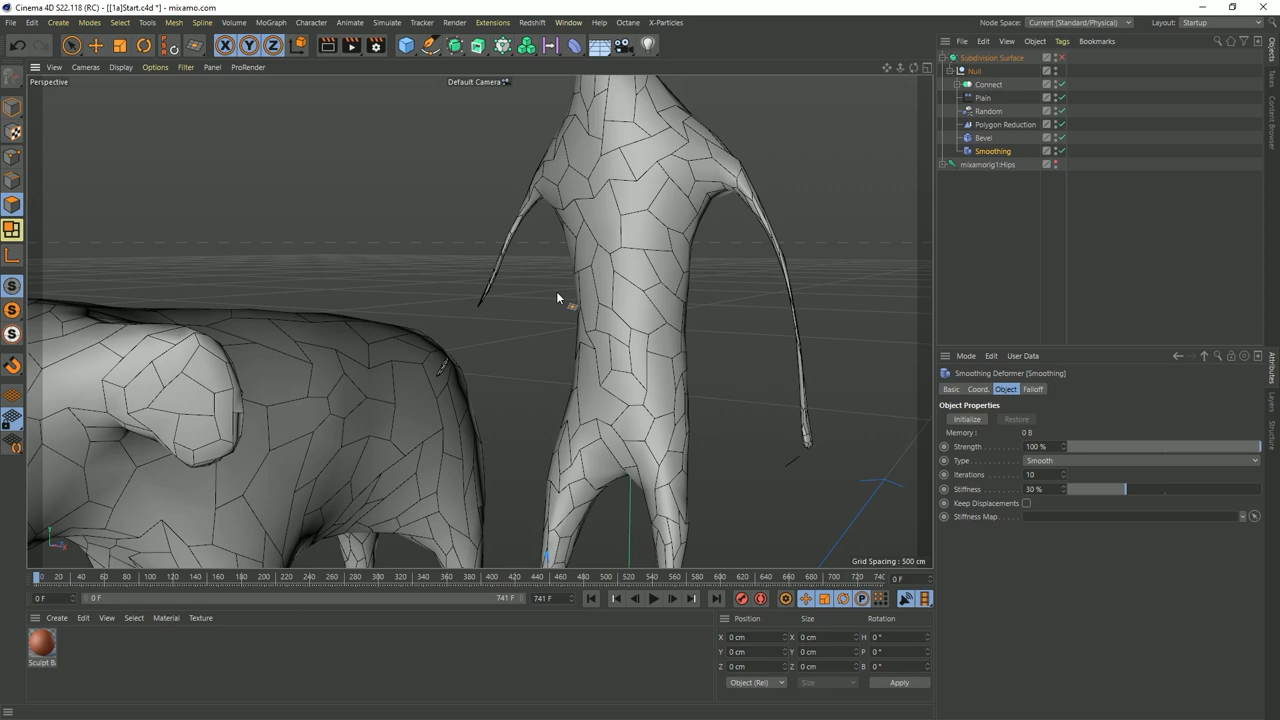 Cinema 4D S22.118 (RC) - [[1a]Start.c4d *] - mixamo.com
File Edit Create Modes Select Tools Mesh Spline Volume MoGraph Character Animate Simulate Tracker Render Extensions Redshift Window Help Octane X-Particles
Node Space: Current (Standard/Physical) Layout: Startup
View Cameras Display Options Filter Panel ProRender
File Edit View Object Tags Bookmarks
Perspective Default Camera
Subdivision Surface
Null
Connect
Plain
Random
Polygon Reduction
Bevel
Smoothing
mixamorig1:Hips
Objects
Takes
Content Browser
Mode Edit User Data
Smoothing Deformer [Smoothing]
Basic Coord. Object Falloff
Object Properties
Initialize Restore
Memory: 0 B
Strength 100 %
Type Smooth
Iterations 10
Stiffness 30 %
Keep Displacements
Stiffness Map
Attributes
Layers
Structure
Grid Spacing : 500 cm
0 20 40 60 80 100 120 140 160 180 200 220 240 260 280 300 320 340 360 380 400 420 440 460 480 500 520 540 560 580 600 620 640 660 680 700 720 740 0 F
0 F 0 F 741 F 741 F
Create Edit View Select Material Texture
Sculpt B
Position Size Rotation
X 0 cm X 0 cm H 0 °
Y 0 cm Y 0 cm P 0 °
Z 0 cm Z 0 cm B 0 °
Object (Rel) Size Apply